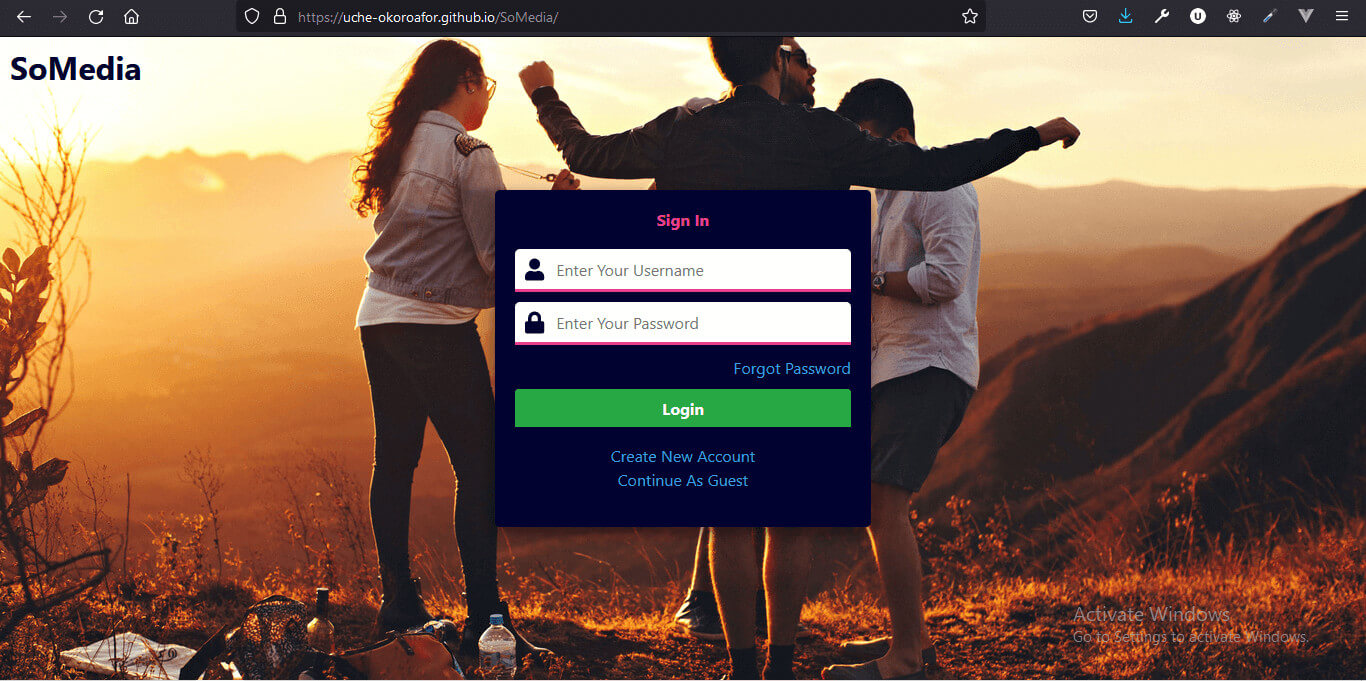 https://uche-okoroafor.github.io/SoMedia/
U
SoMedia
Sign In
Enter Your Username
Enter Your Password
Forgot Password
Login
Create New Account
Continue As Guest
Activate Windows
Go to Settings to activate Windows.